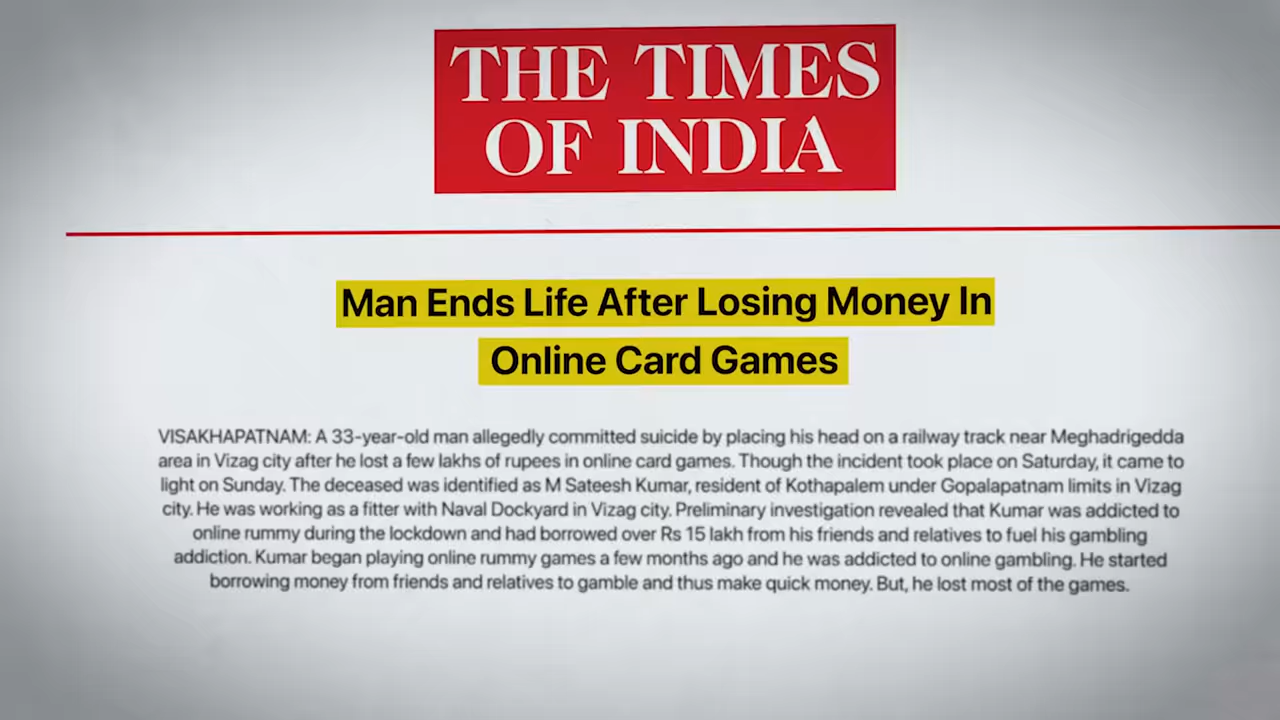 THE TIMES
OF INDIA
Man Ends Life After Losing Money In
Online Card Games
VISAKHAPATNAM: A 33-year-old man allegedly committed suicide by placing his head on a railway track near Meghadrigedda
area in Vizag city after he lost a few lakhs of rupees in online card games. Though the incident took place on Saturday, it came to
light on Sunday. The deceased was identified as M Sateesh Kumar, resident of Kothapalem under Gopalapatnam limits in Vizag
city. He was working as a fitter with Naval Dockyard in Vizag city. Preliminary investigation revealed that Kumar was addicted to
online rummy during the lockdown and had borrowed over Rs 15 lakh from his friends and relatives to fuel his gambling
addiction. Kumar began playing online rummy games a few months ago and he was addicted to online gambling. He started
borrowing money from friends and relatives to gamble and thus make quick money. But, he lost most of the games.